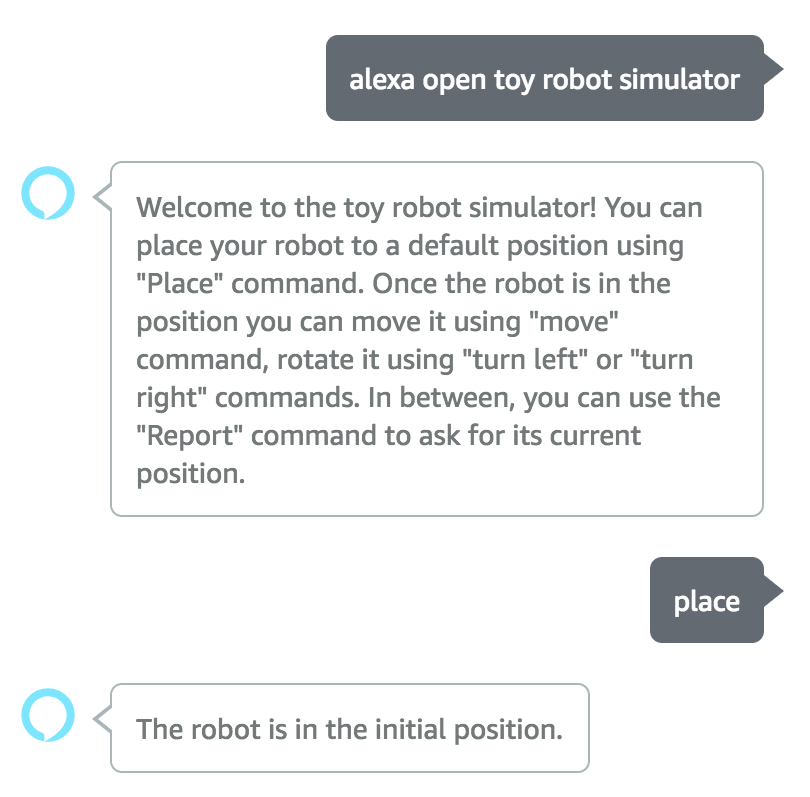 alexa open toy robot simulator
Welcome to the toy robot simulator! You can
place your robot to a default position using
"Place" command. Once the robot is in the
position you can move it using "move"
command, rotate it using "turn left" or "turn
right" commands. In between, you can use the
"Report" command to ask for its current
position.
place
The robot is in the initial position.